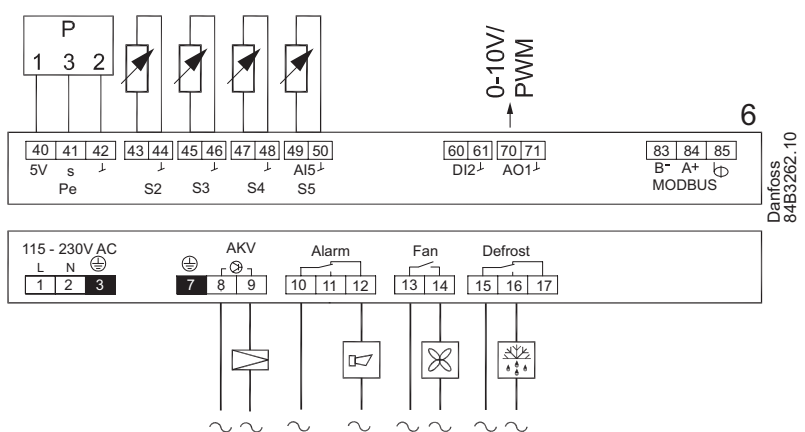 P
1 3 2
0-10V/
PWM
6
40 41 42 43 44 45 46 47 48 49 50 60 61 70 71 83 84 85
5V s AI5 DI2 AO1 B- A+
Pe S2 S3 S4 S5 MODBUS
Danfoss
84B3262.10
115 - 230V AC AKV Alarm Fan Defrost
L N
1 2 3 7 8 9 10 11 12 13 14 15 16 17